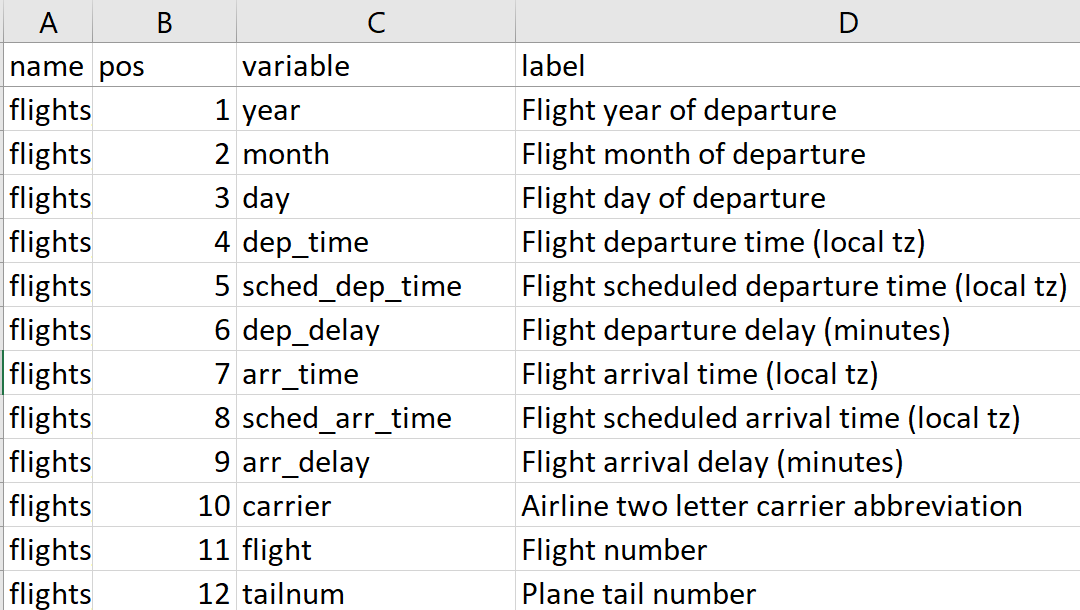 A B C D
name pos variable label
flights 1 year Flight year of departure
flights 2 month Flight month of departure
flights 3 day Flight day of departure
flights 4 dep_time Flight departure time (local tz)
flights 5 sched_dep_time Flight scheduled departure time (local tz)
flights 6 dep_delay Flight departure delay (minutes)
flights 7 arr_time Flight arrival time (local tz)
flights 8 sched_arr_time Flight scheduled arrival time (local tz)
flights 9 arr_delay Flight arrival delay (minutes)
flights 10 carrier Airline two letter carrier abbreviation
flights 11 flight Flight number
flights 12 tailnum Plane tail number